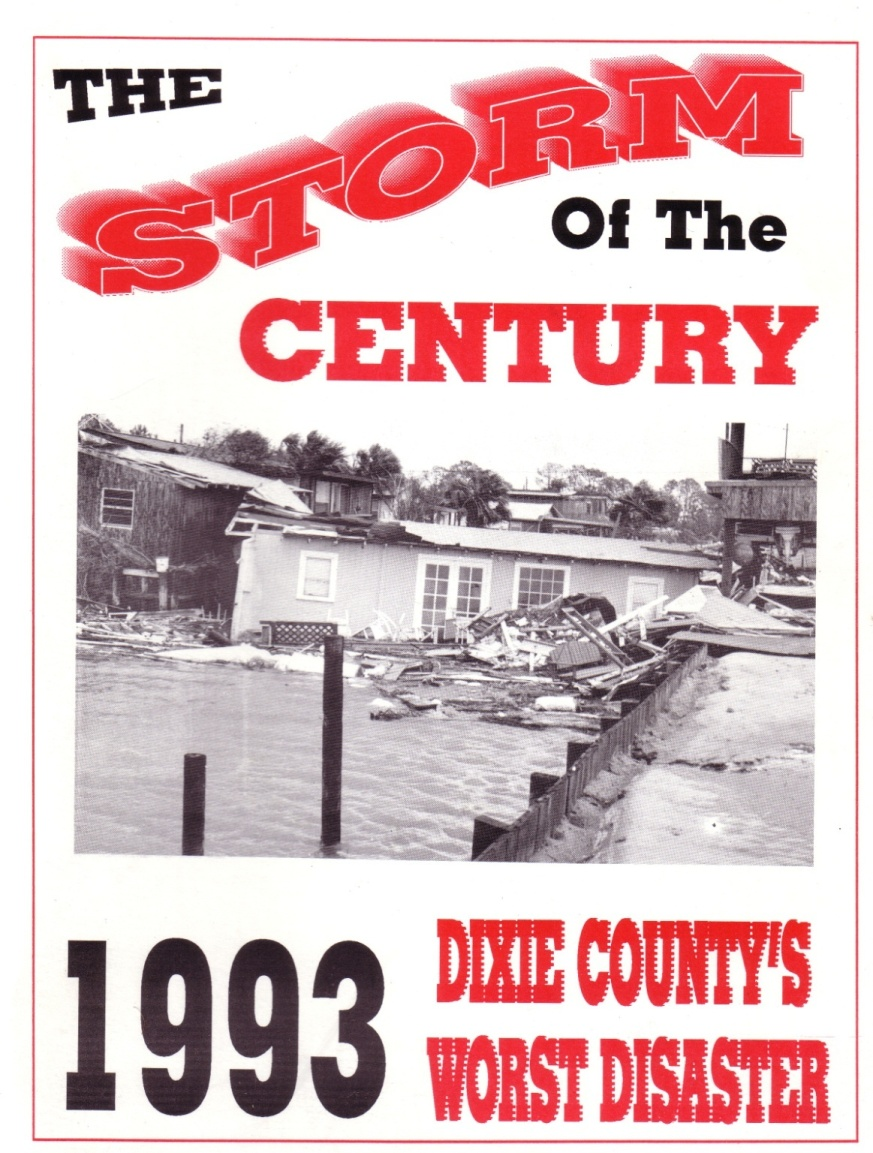 THE
STORM
Of The
CENTURY
1993
DIXIE COUNTY'S
WORST DISASTER